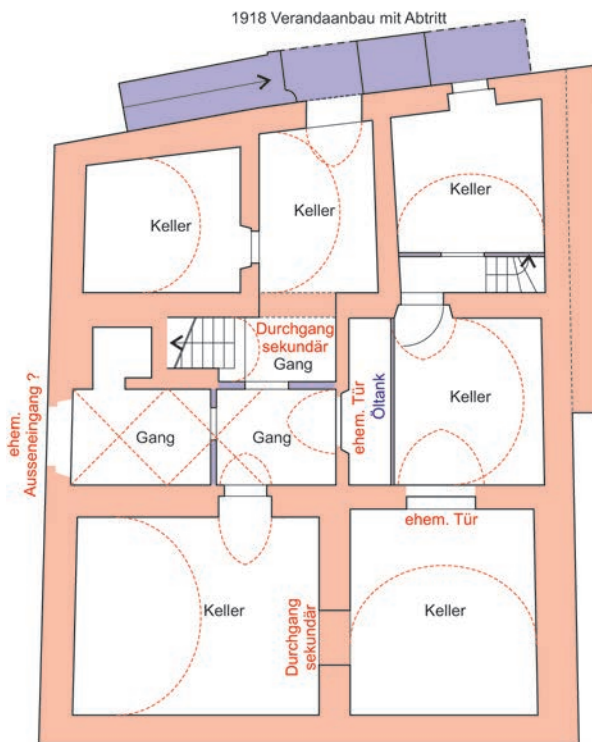 1918 Verandaanbau mit Abtritt
Keller
Keller
Keller
Durchgang
sekundär
Gang
ehem. Tür
Öltank
Keller
ehem.
Ausseneingang ?
Gang
Gang
ehem. Tür
Keller
Durchgang
sekundär
Keller